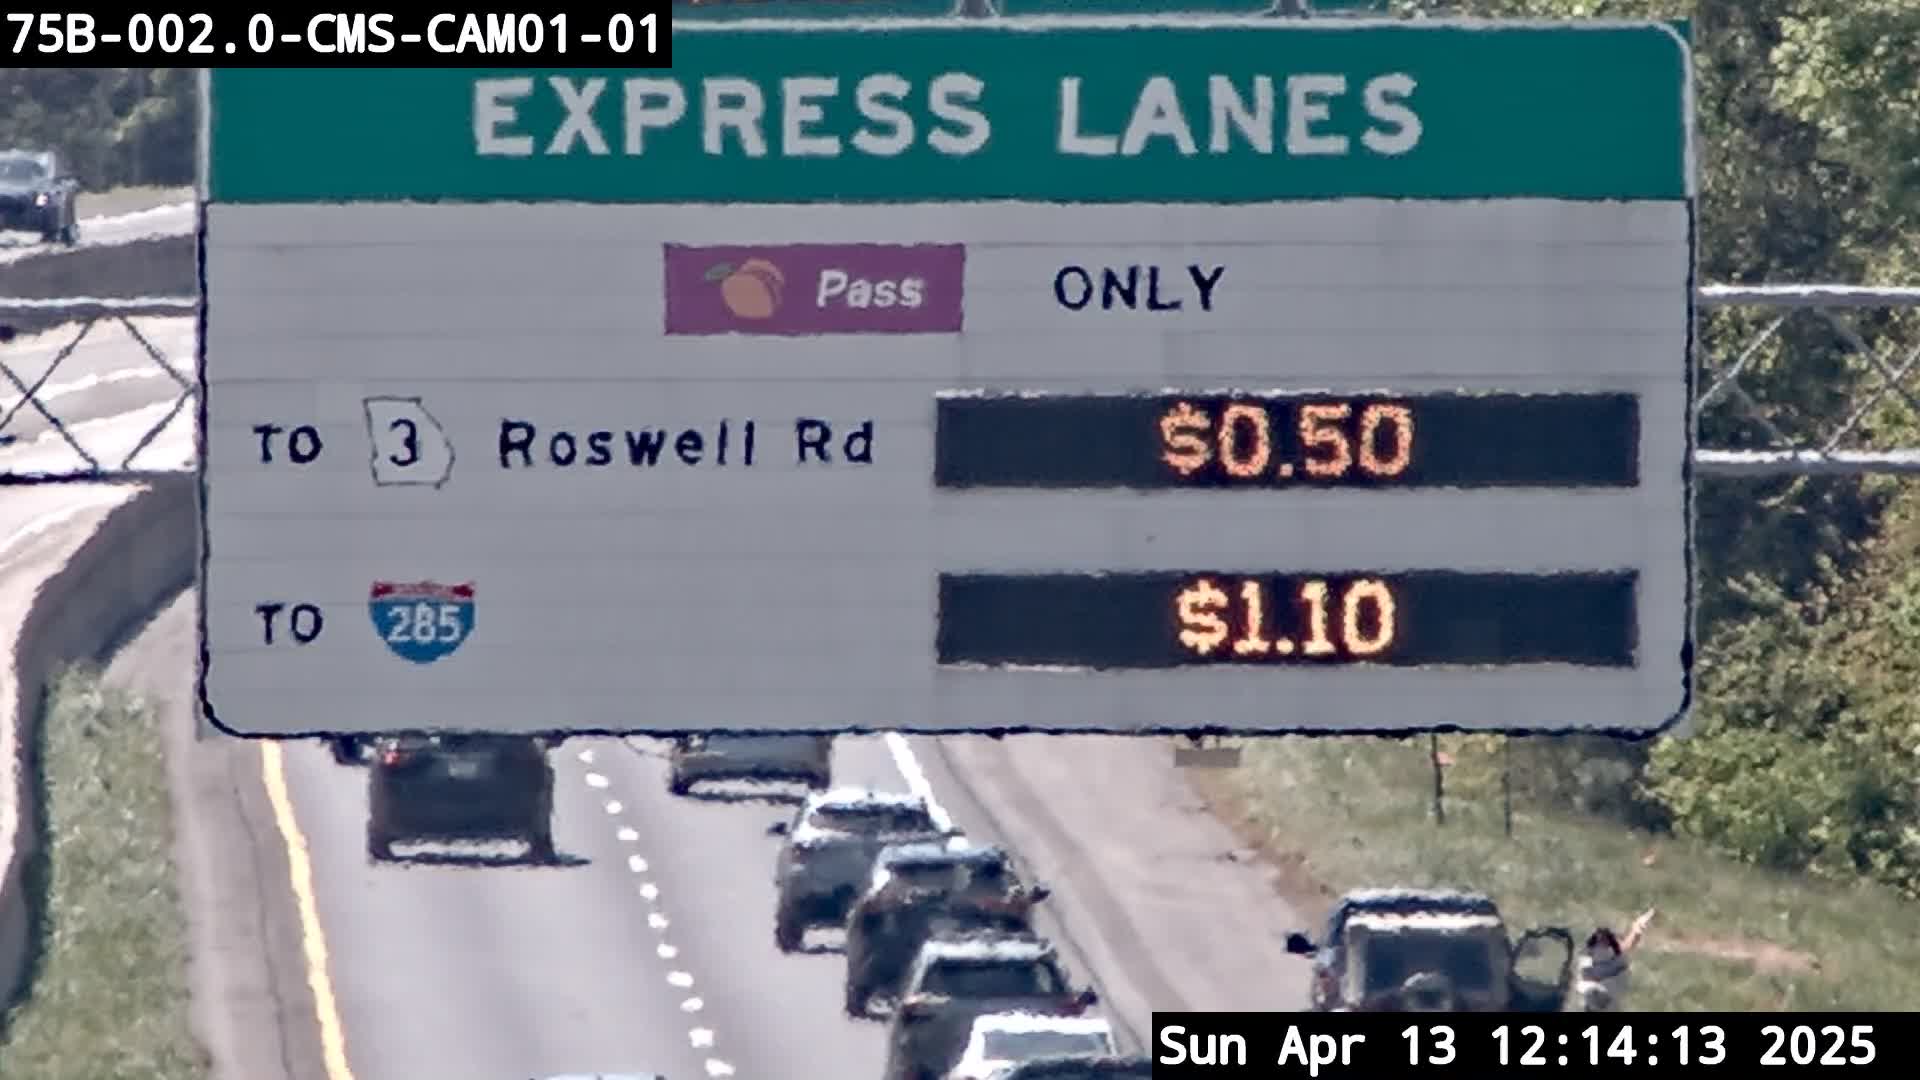 75B-002.0-CMS-CAM01-01
EXPRESS LANES
Pass ONLY
TO 3 Roswell Rd $0.50
TO 285 $1.10
Sun Apr 13 12:14:13 2025